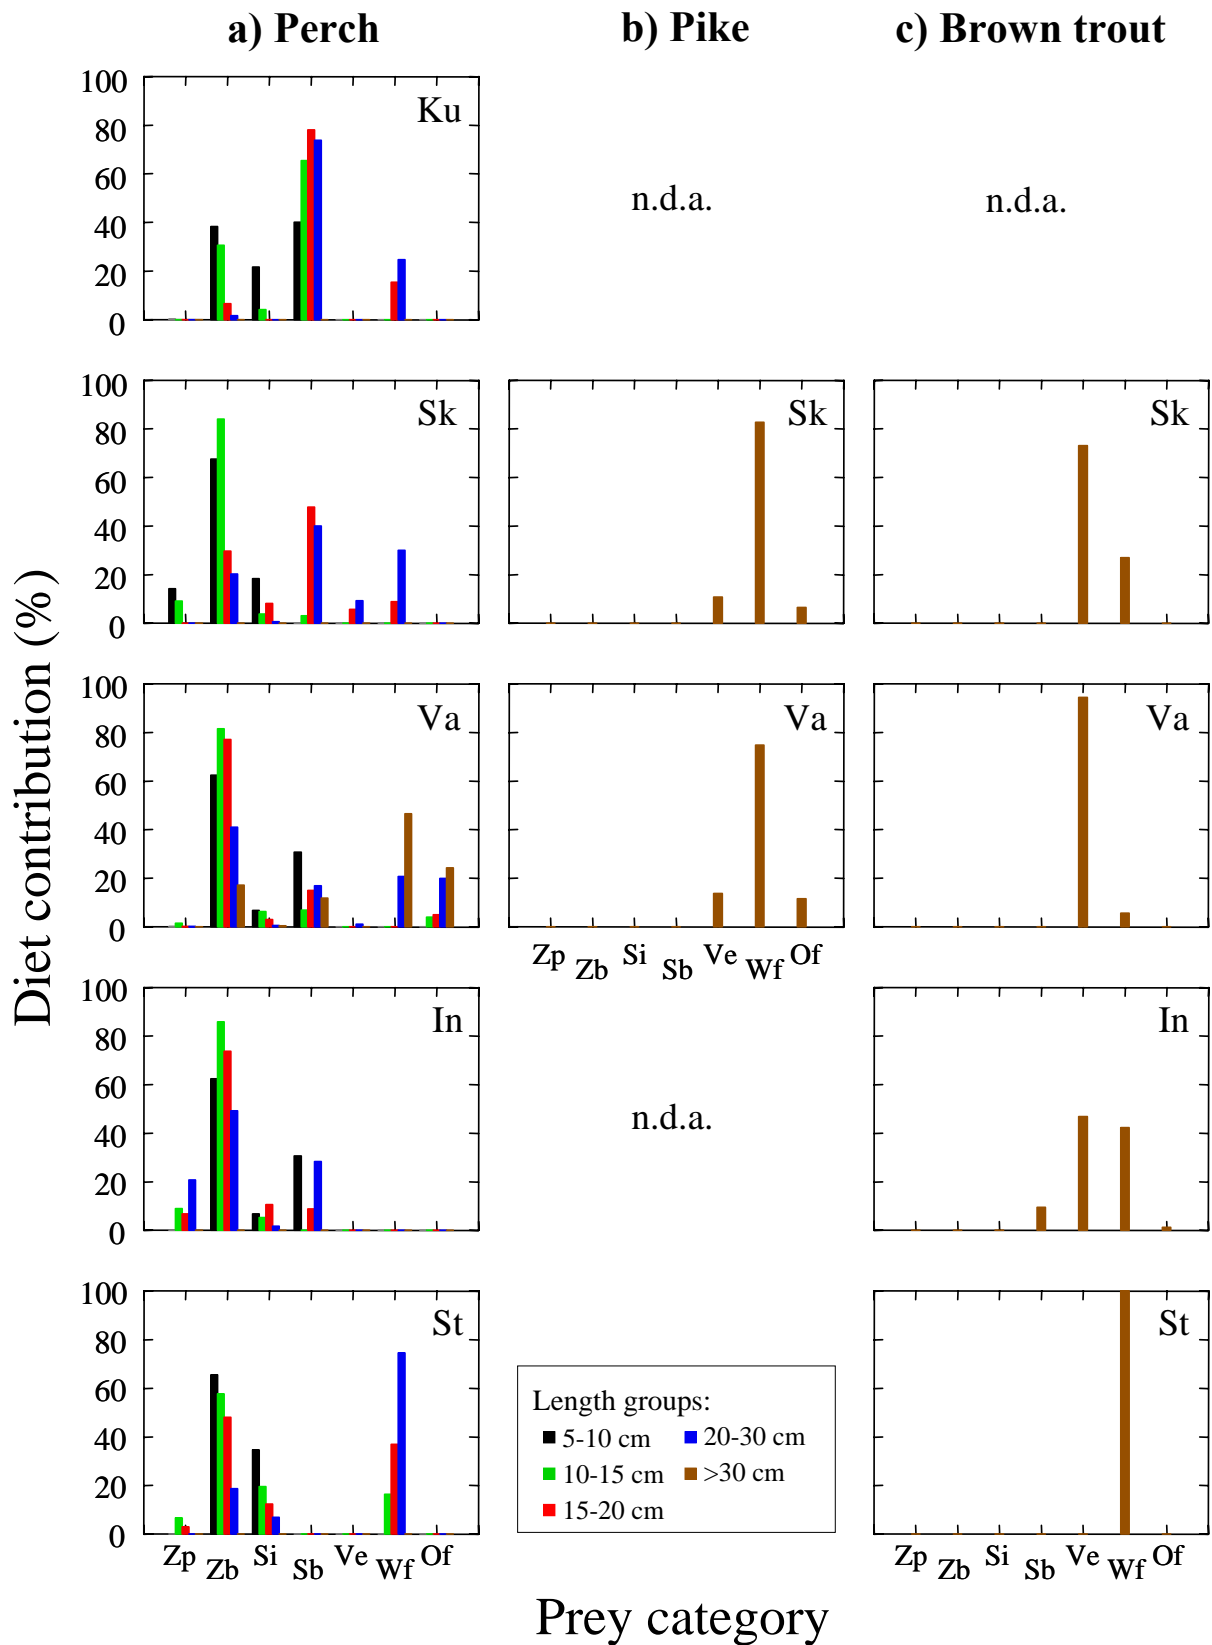 a) Perch
b) Pike
c) Brown trout
Diet contribution (%)
100
80
60
40
20
0
Ku
n.d.a.
n.d.a.
100
80
60
40
20
0
Sk
Sk
Sk
100
80
60
40
20
0
Va
Va
Va
Zp Zb Si Sb Ve Wf Of
100
80
60
40
20
0
In
n.d.a.
In
100
80
60
40
20
0
St
St
Length groups:
5-10 cm 20-30 cm
10-15 cm >30 cm
15-20 cm
Zp Zb Si Sb Ve Wf Of
Zp Zb Si Sb Ve Wf Of
Prey category